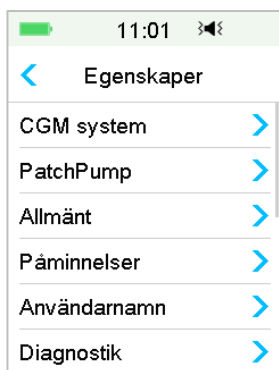 11:01
Egenskaper
CGM system
PatchPump
Allmänt
Påminnelser
Användarnamn
Diagnostik